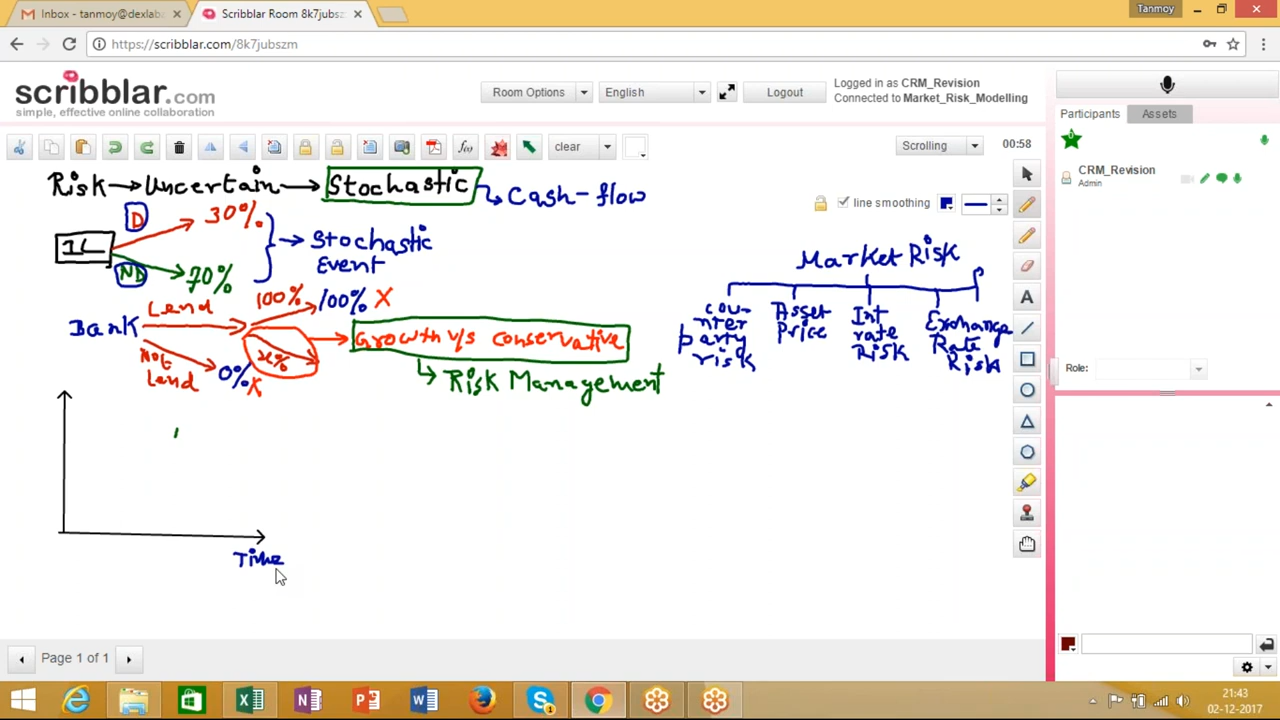 Inbox - tanmoy@dexlab
Scribblar Room 8k7jubsz
Tanmoy
https://scribblar.com/8k7jubszm
scribblar.com
simple, effective online collaboration
Room Options
English
Logout
Logged in as CRM_Revision
Connected to Market_Risk_Modelling
Participants
Assets
f(x)
clear
Scrolling
00:58
CRM_Revision
Admin
line smoothing
Role:
Risk → Uncertain → Stochastic
Cash-flow
D
30%
1L
ND
70%
Stochastic
Event
Bank
Lend
100%
100% X
Not
Lend
0% X
x%
Growth v/s Conservative
Risk Management
Market Risk
Cou-
nter
party
risk
Asset
Price
Int
rate
Risk
Exchange
Rate
Risk
Time
Page 1 of 1
21:43
02-12-2017